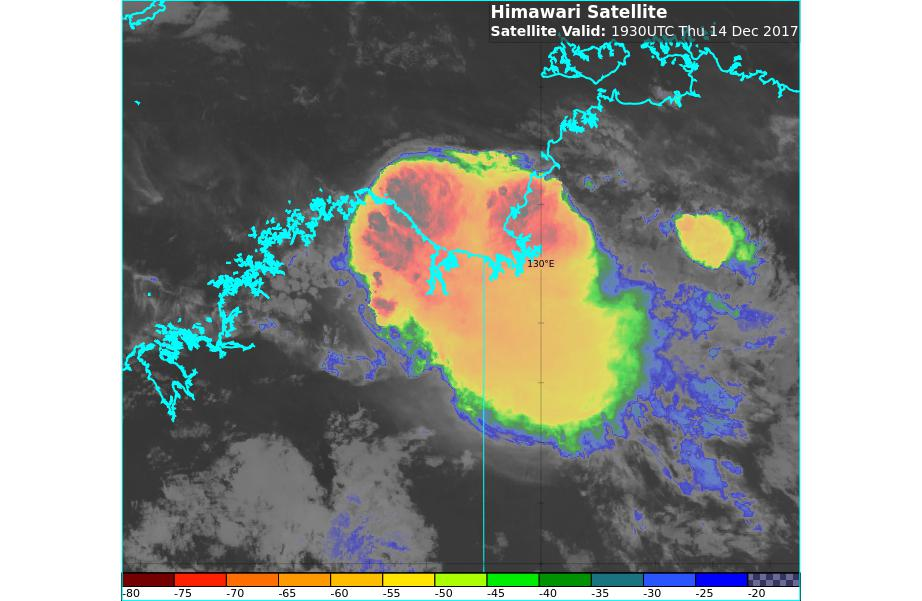 Himawari Satellite
Satellite Valid: 1930UTC Thu 14 Dec 2017
130°E
-80 -75 -70 -65 -60 -55 -50 -45 -40 -35 -30 -25 -20